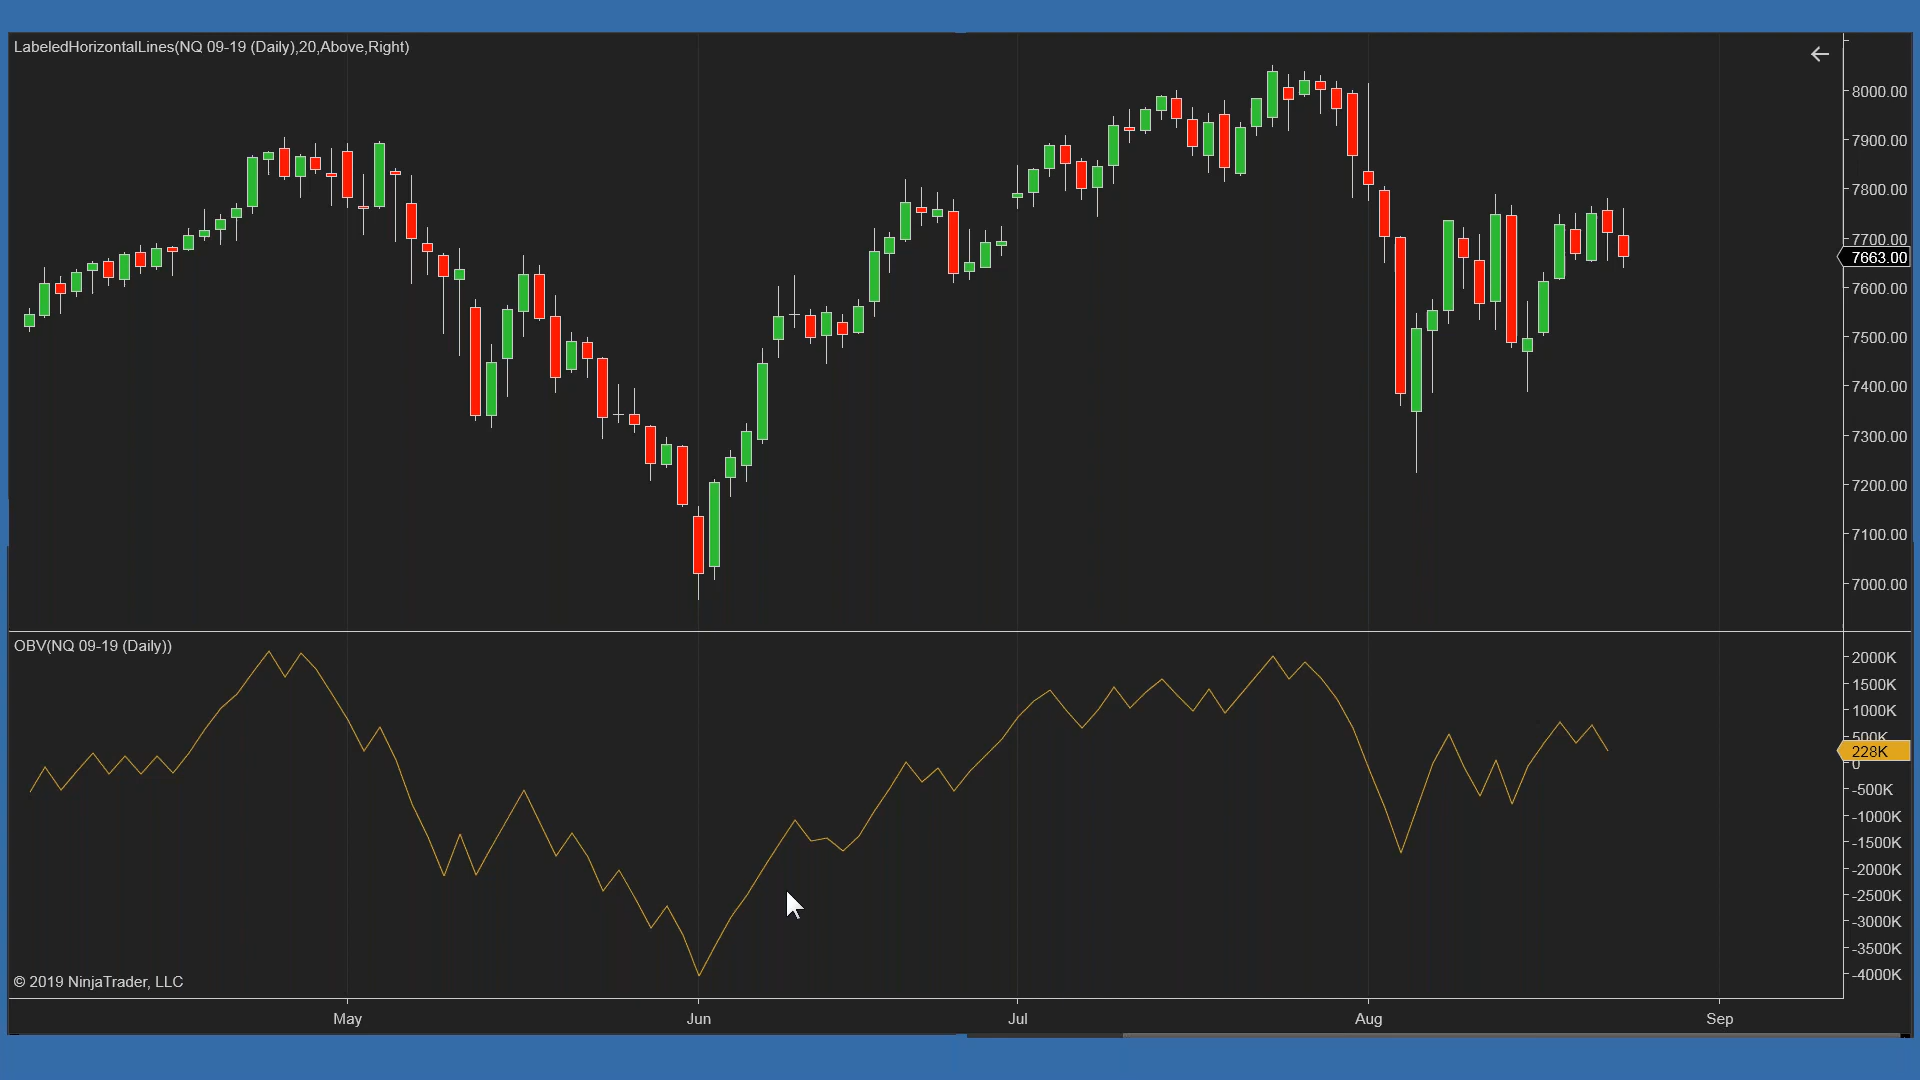 LabeledHorizontalLines(NQ 09-19 (Daily),20,Above,Right)
8000.00
7900.00
7800.00
7700.00
7663.00
7600.00
7500.00
7400.00
7300.00
7200.00
7100.00
7000.00
OBV(NQ 09-19 (Daily))
2000K
1500K
1000K
500K
228K
0
-500K
-1000K
-1500K
-2000K
-2500K
-3000K
-3500K
-4000K
© 2019 NinjaTrader, LLC
May Jun Jul Aug Sep